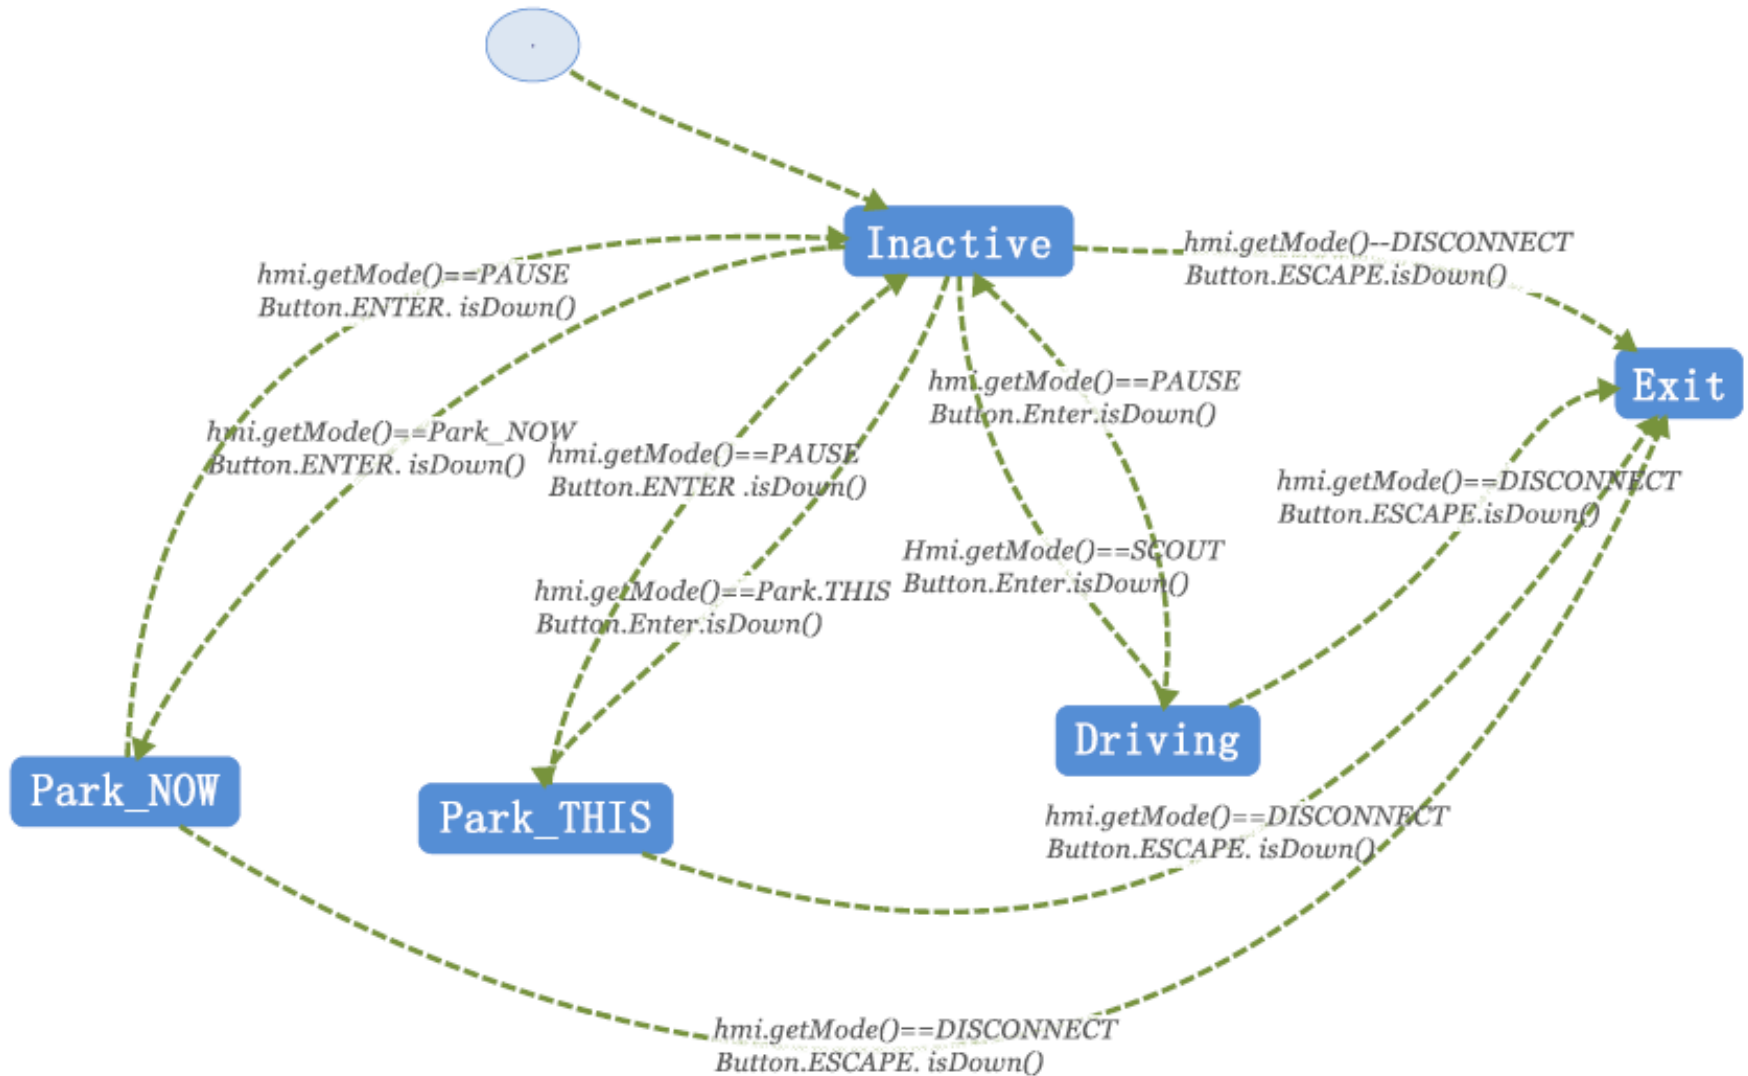 Inactive
hmi.getMode()--DISCONNECT
Button.ESCAPE.isDown()
hmi.getMode()==PAUSE
Button.ENTER. isDown()
Exit
hmi.getMode()==PAUSE
Button.Enter.isDown()
hmi.getMode()==Park_NOW
Button.ENTER. isDown()
hmi.getMode()==PAUSE
Button.ENTER .isDown()
hmi.getMode()==DISCONNECT
Button.ESCAPE.isDown()
Hmi.getMode()==SCOUT
Button.Enter.isDown()
hmi.getMode()==Park.THIS
Button.Enter.isDown()
Driving
Park_NOW
Park_THIS
hmi.getMode()==DISCONNECT
Button.ESCAPE. isDown()
hmi.getMode()==DISCONNECT
Button.ESCAPE. isDown()